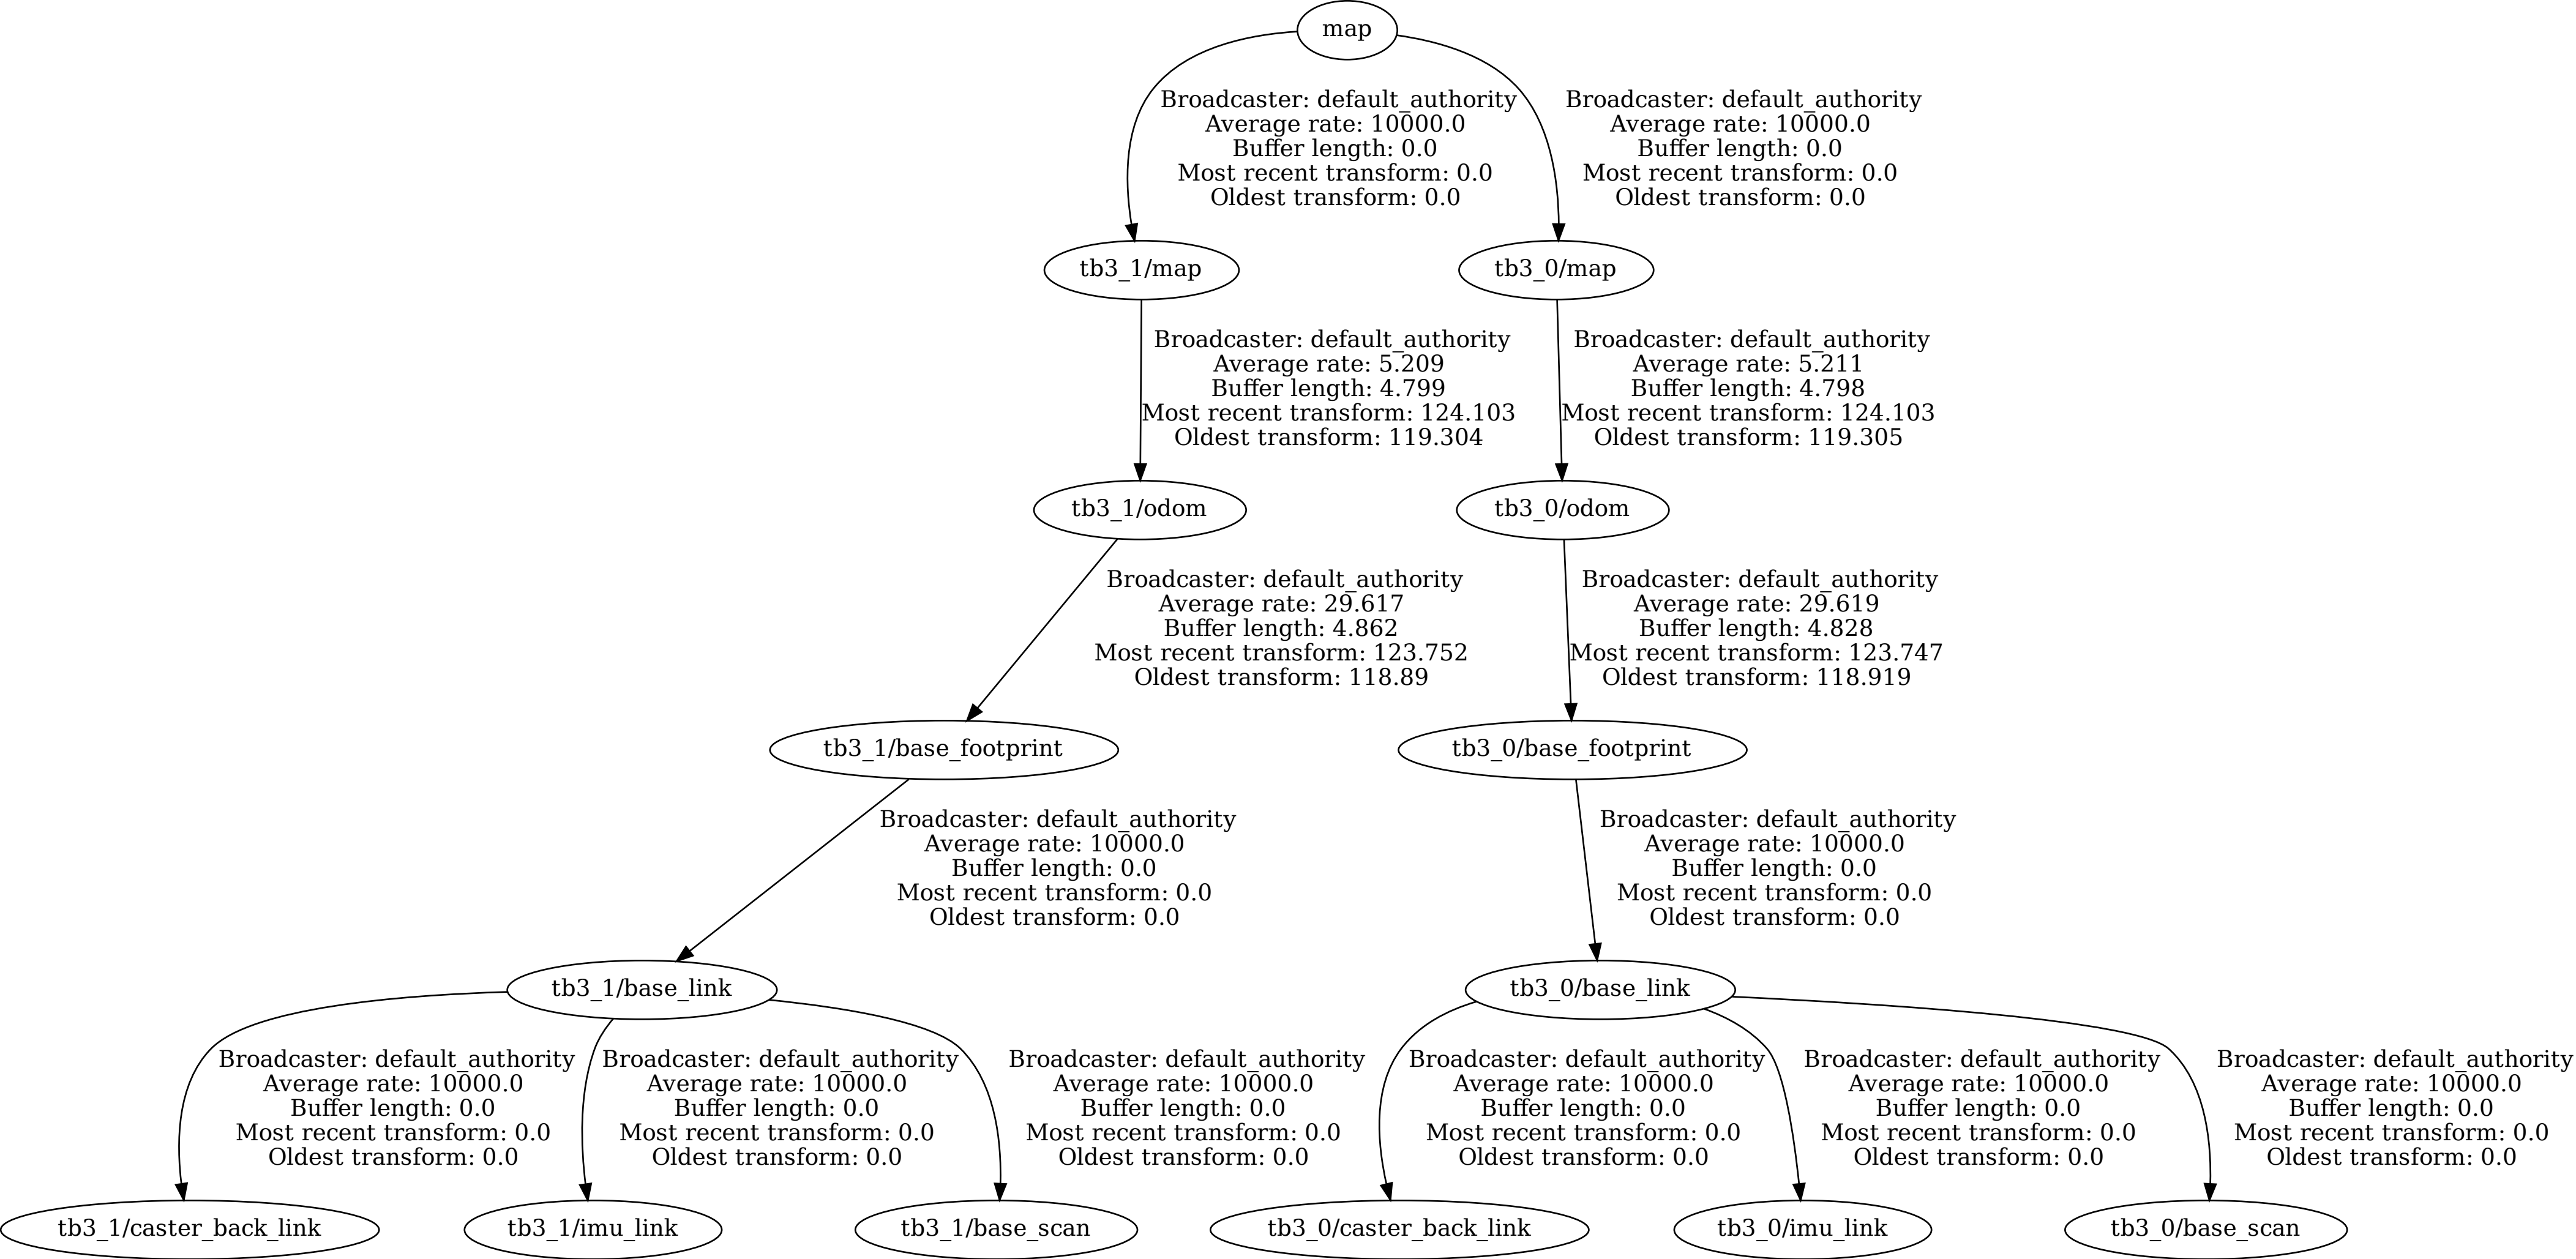 map
Broadcaster: default_authority
Average rate: 10000.0
Buffer length: 0.0
Most recent transform: 0.0
Oldest transform: 0.0
Broadcaster: default_authority
Average rate: 10000.0
Buffer length: 0.0
Most recent transform: 0.0
Oldest transform: 0.0
tb3_1/map
tb3_0/map
Broadcaster: default_authority
Average rate: 5.209
Buffer length: 4.799
Most recent transform: 124.103
Oldest transform: 119.304
Broadcaster: default_authority
Average rate: 5.211
Buffer length: 4.798
Most recent transform: 124.103
Oldest transform: 119.305
tb3_1/odom
tb3_0/odom
Broadcaster: default_authority
Average rate: 29.617
Buffer length: 4.862
Most recent transform: 123.752
Oldest transform: 118.89
Broadcaster: default_authority
Average rate: 29.619
Buffer length: 4.828
Most recent transform: 123.747
Oldest transform: 118.919
tb3_1/base_footprint
tb3_0/base_footprint
Broadcaster: default_authority
Average rate: 10000.0
Buffer length: 0.0
Most recent transform: 0.0
Oldest transform: 0.0
Broadcaster: default_authority
Average rate: 10000.0
Buffer length: 0.0
Most recent transform: 0.0
Oldest transform: 0.0
tb3_1/base_link
tb3_0/base_link
Broadcaster: default_authority
Average rate: 10000.0
Buffer length: 0.0
Most recent transform: 0.0
Oldest transform: 0.0
Broadcaster: default_authority
Average rate: 10000.0
Buffer length: 0.0
Most recent transform: 0.0
Oldest transform: 0.0
Broadcaster: default_authority
Average rate: 10000.0
Buffer length: 0.0
Most recent transform: 0.0
Oldest transform: 0.0
Broadcaster: default_authority
Average rate: 10000.0
Buffer length: 0.0
Most recent transform: 0.0
Oldest transform: 0.0
Broadcaster: default_authority
Average rate: 10000.0
Buffer length: 0.0
Most recent transform: 0.0
Oldest transform: 0.0
Broadcaster: default_authority
Average rate: 10000.0
Buffer length: 0.0
Most recent transform: 0.0
Oldest transform: 0.0
tb3_1/caster_back_link
tb3_1/imu_link
tb3_1/base_scan
tb3_0/caster_back_link
tb3_0/imu_link
tb3_0/base_scan